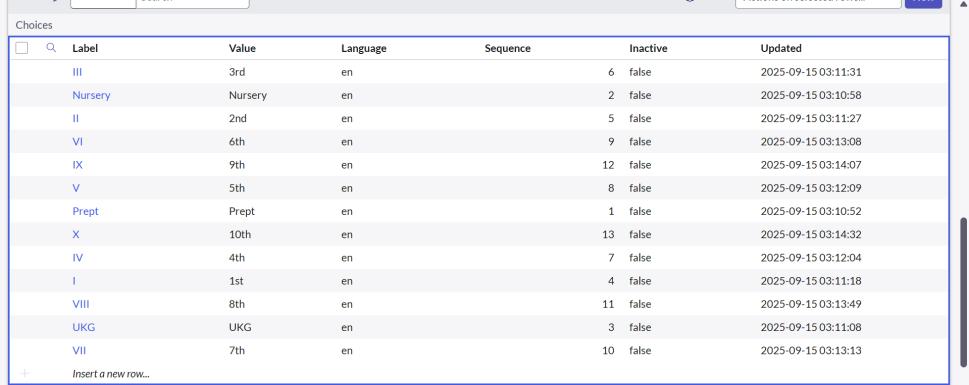 Choices
Label Value Language Sequence Inactive Updated
III 3rd en 6 false 2025-09-15 03:11:31
Nursery Nursery en 2 false 2025-09-15 03:10:58
II 2nd en 5 false 2025-09-15 03:11:27
VI 6th en 9 false 2025-09-15 03:13:08
IX 9th en 12 false 2025-09-15 03:14:07
V 5th en 8 false 2025-09-15 03:12:09
Prept Prept en 1 false 2025-09-15 03:10:52
X 10th en 13 false 2025-09-15 03:14:32
IV 4th en 7 false 2025-09-15 03:12:04
I 1st en 4 false 2025-09-15 03:11:18
VIII 8th en 11 false 2025-09-15 03:13:49
UKG UKG en 3 false 2025-09-15 03:11:08
VII 7th en 10 false 2025-09-15 03:13:13
Insert a new row...